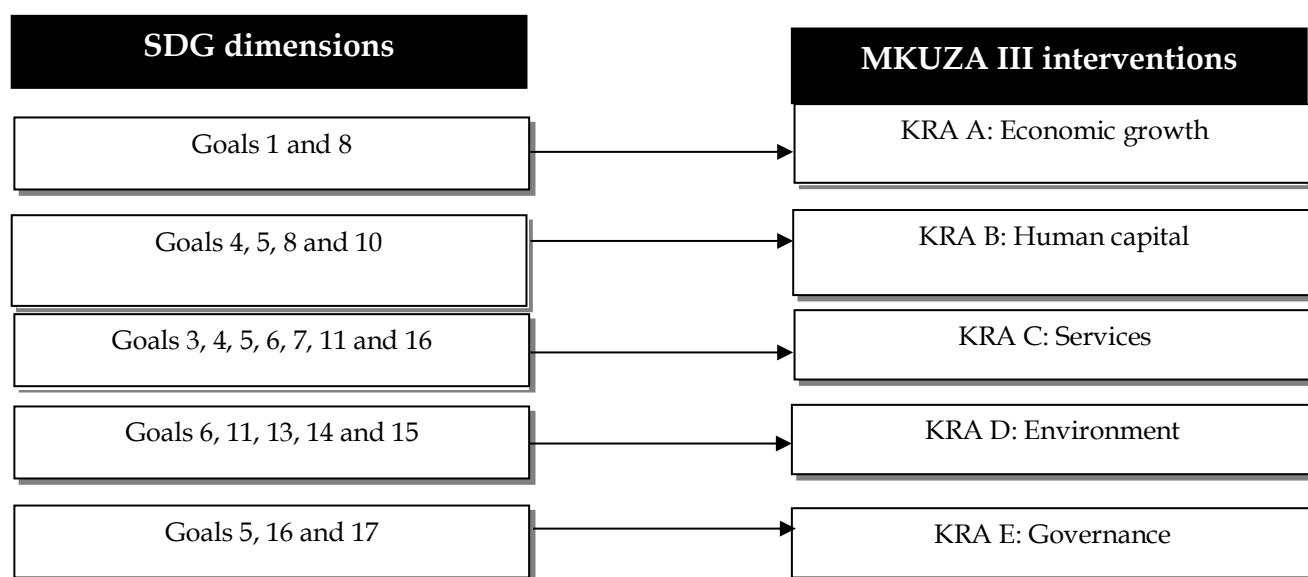 SDG dimensions
MKUZA III interventions
Goals 1 and 8
KRA A: Economic growth
Goals 4, 5, 8 and 10
KRA B: Human capital
Goals 3, 4, 5, 6, 7, 11 and 16
KRA C: Services
Goals 6, 11, 13, 14 and 15
KRA D: Environment
Goals 5, 16 and 17
KRA E: Governance